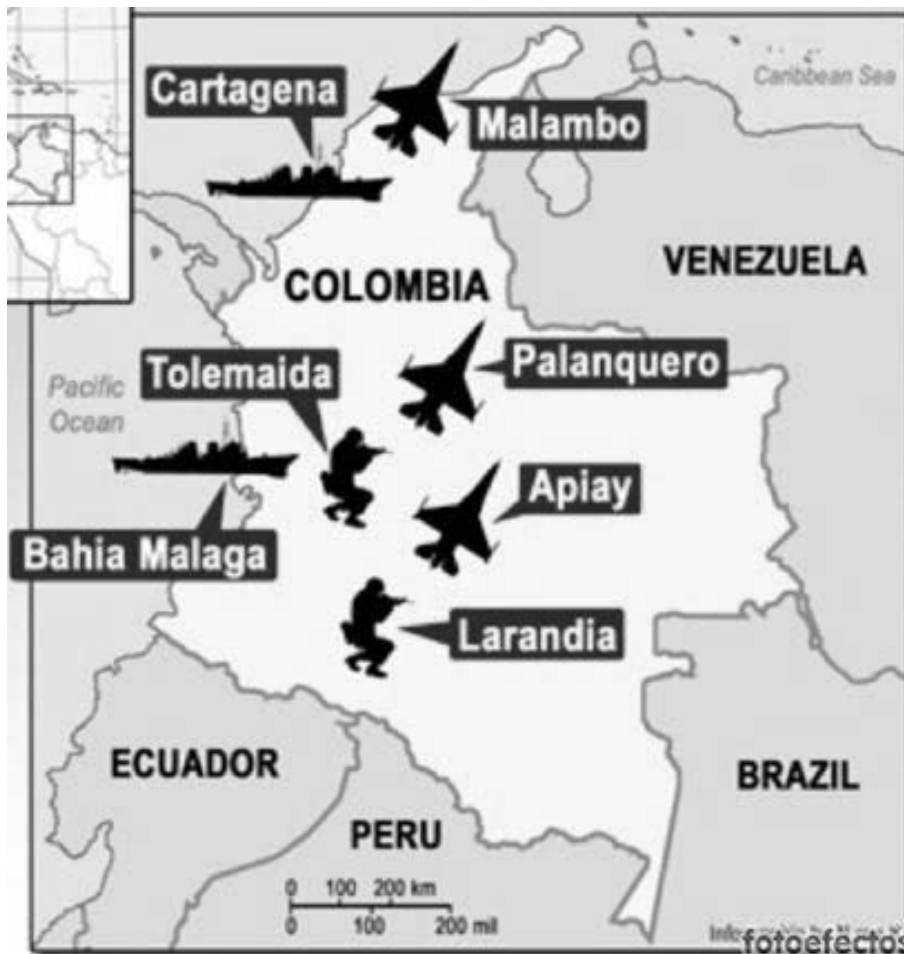 Cartagena
Caribbean Sea
Malambo
VENEZUELA
COLOMBIA
Palanquero
Tolemaida
Pacific
Ocean
Apiay
Bahia Malaga
Larandia
ECUADOR
BRAZIL
PERU
0 100 200 km
0 100 200 mil
fotoefectos